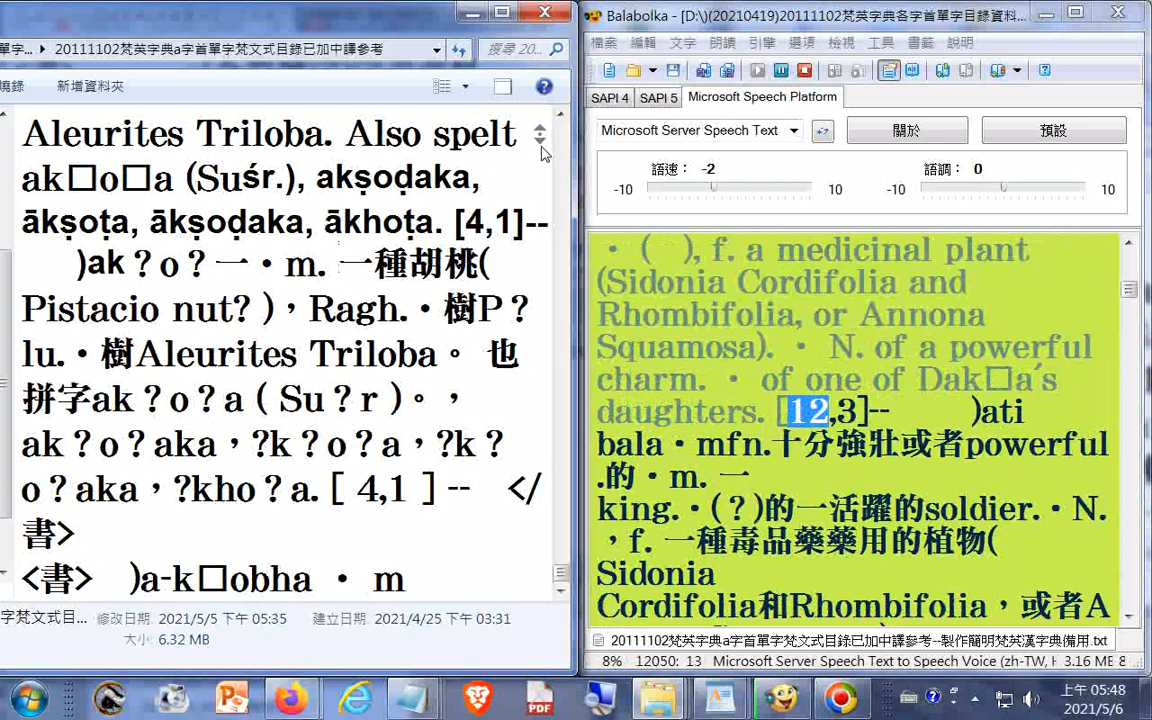 單字... ▸ 20111102梵英字典a字首單字梵文式目錄已加中譯參考
搜尋 20...
燒錄 新增資料夾
Aleurites Triloba. Also spelt
ak□o□a (Suśr.), akṣoḍaka,
ākṣoṭa, ākṣoḍaka, ākhoṭa. [4,1]--
)ak？o？一・m. 一種胡桃(
Pistacio nut? )，Ragh.・樹P？
lu.・樹Aleurites Triloba。 也
拼字ak？o？a ( Su？r )。，
ak？o？aka，?k？o？a，?k？
o？aka，?kho？a. [ 4,1 ] -- </
書>
<書> )a-k□obha ・ m
字梵文式目... 修改日期: 2021/5/5 下午 05:35 建立日期: 2021/4/25 下午 03:31
大小: 6.32 MB
Balabolka - [D:\)(20210419)20111102梵英字典各字首單字目錄資料...
檔案 編輯 文字 朗讀 引擎 選項 檢視 工具 書籤 說明
SAPI 4 SAPI 5 Microsoft Speech Platform
Microsoft Server Speech Text 關於 預設
語速: -2 語調: 0
-10 10 -10 10
・ ( ), f. a medicinal plant
(Sidonia Cordifolia and
Rhombifolia, or Annona
Squamosa). ・ N. of a powerful
charm. ・ of one of Dak□a's
daughters. [12,3]-- )ati
bala・mfn.十分強壯或者powerful
.的・m. 一
king.・(？)的一活躍的soldier.・N.
，f. 一種毒品藥藥用的植物(
Sidonia
Cordifolia和Rhombifolia，或者A
20111102梵英字典a字首單字梵文式目錄已加中譯參考--製作簡明梵英漢字典備用.txt
8% 12050: 13 Microsoft Server Speech Text to Speech Voice (zh-TW, H 3.16 MB 8
PDF
上午 05:48
2021/5/6